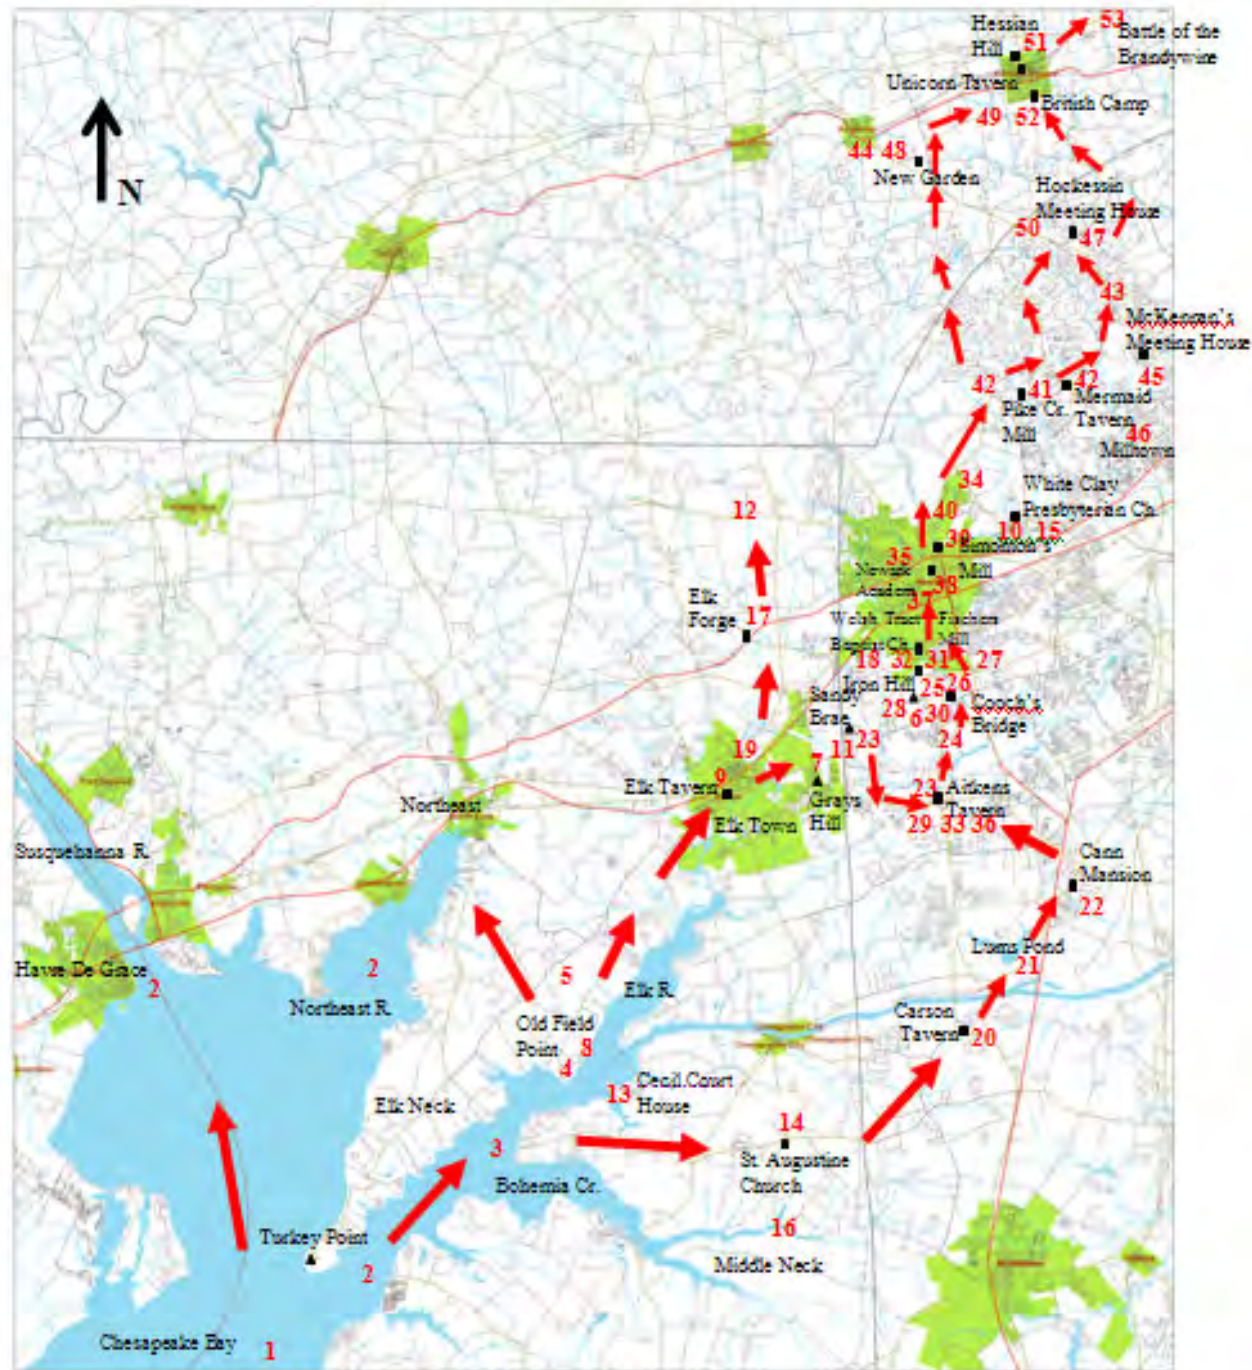 Hessian
Hill
51
53
Battle of the
Brandywine
Unicorn Tavern
British Camp
49
52
44 48
New Garden
N
Hockessin
Meeting House
50
47
43
McKennan's
Meeting House
45
42
41
42
Pike Cr.
Mill
Mermaid
Tavern
46
Milltown
34
White Clay
Presbyterian Ch.
10 15
12
40
39
35
Mill
Newark
38
37
Elk
Forge
17
Welsh Tract
Baptist Ch.
Mill
18 32 31 27
Iron Hill
25 26
Sandy
Brae
28 6 30
Cooch's
Bridge
11 23
24
19
7
Elk Tavern
9
Grays
Hill
23
Aitkens
Tavern
29 33 36
Elk Town
Northeast
Susquehanna R.
Cann
Mansion
22
Havre De Grace
2
2
Northeast R.
5
Elk R.
Lums Pond
21
Old Field
Point
8
4
Carson
Tavern
20
Elk Neck
13
Cecil Court
House
3
14
St. Augustine
Church
Bohemia Cr.
16
Middle Neck
Turkey Point
2
Chesapeake Bay
1